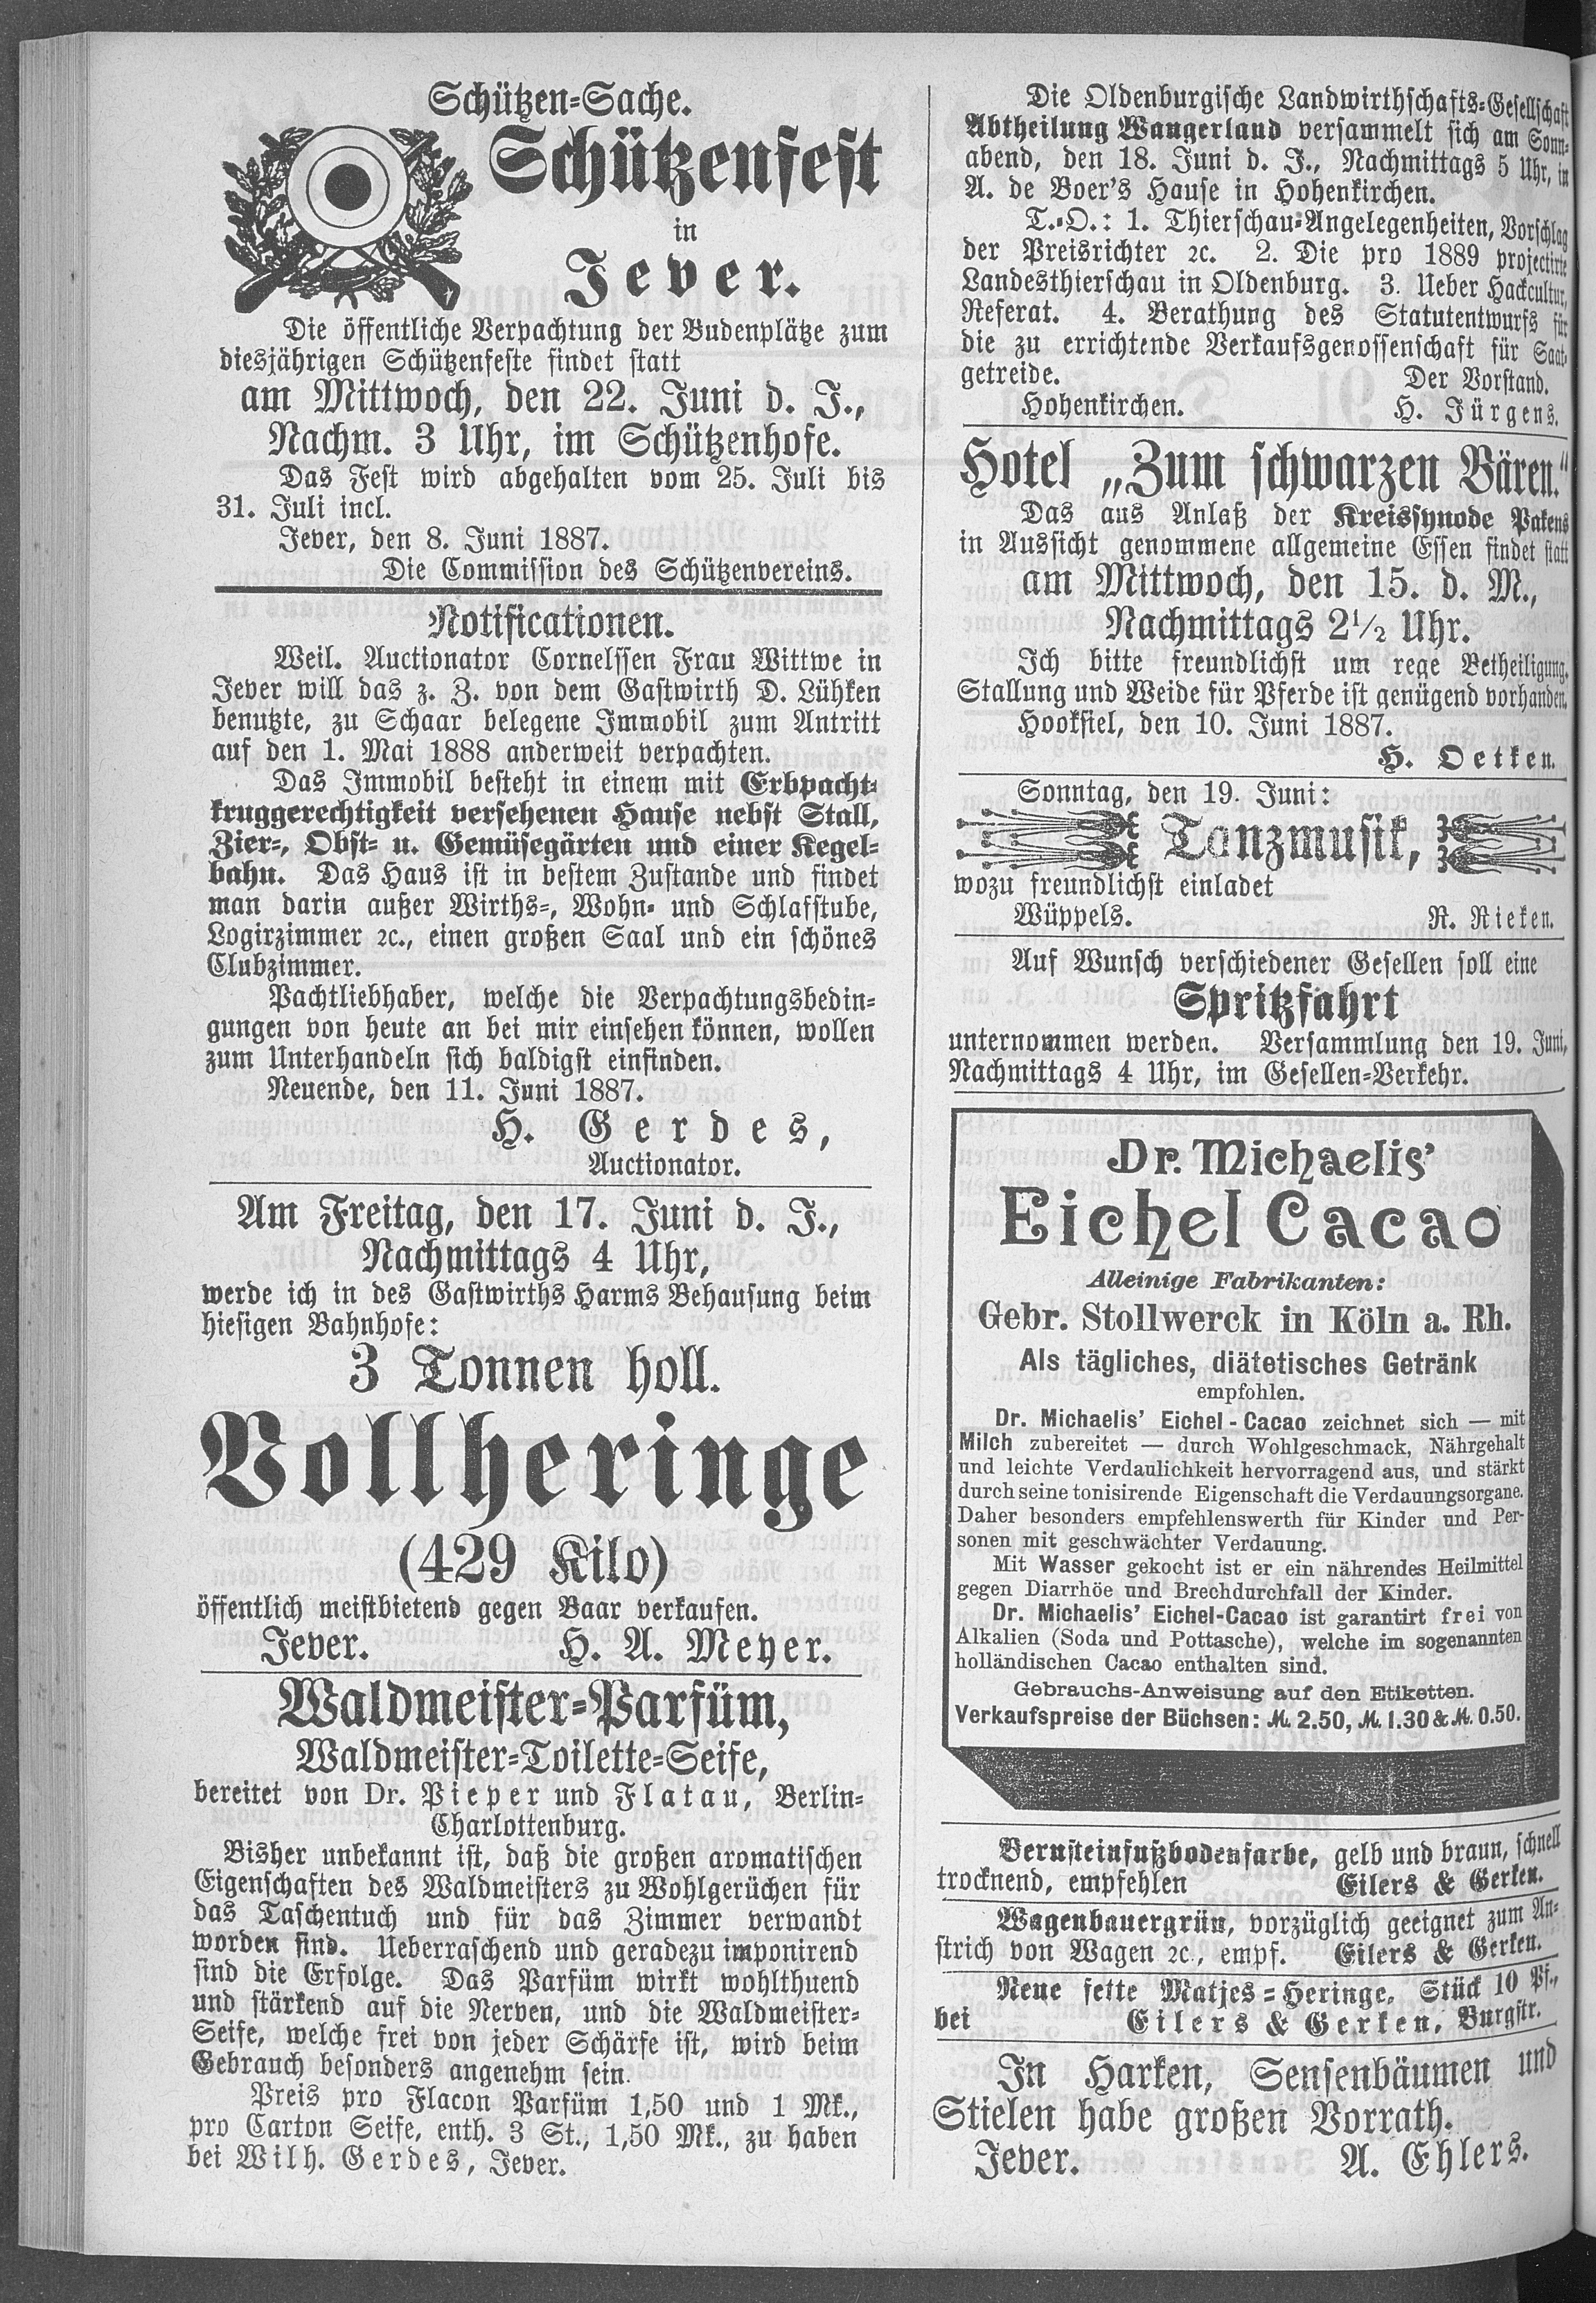 Schützen-Sache.
Schützenfest
in
Jever.
Die öffentliche Verpachtung der Budenplätze zum
diesjährigen Schützenfeste findet statt
am Mittwoch, den 22. Juni d. J.,
Nachm. 3 Uhr, im Schützenhofe.
Das Fest wird abgehalten vom 25. Juli bis
31. Juli incl.
Jever, den 8. Juni 1887.
Die Commission des Schützenvereins.
Notificationen.
Weil. Auctionator Cornelssen Frau Wittwe in
Jever will das z. Z. von dem Gastwirth D. Lühken
benutzte, zu Schaar belegene Immobil zum Antritt
auf den 1. Mai 1888 anderweit verpachten.
Das Immobil besteht in einem mit Erbpacht-
kruggerechtigkeit versehenen Hause nebst Stall,
Zier-, Obst- u. Gemüsegärten und einer Kegel-
bahn. Das Haus ist in bestem Zustande und findet
man darin außer Wirths-, Wohn- und Schlafstube,
Logirzimmer ꝛc., einen großen Saal und ein schönes
Clubzimmer.
Pachtliebhaber, welche die Verpachtungsbedin-
gungen von heute an bei mir einsehen können, wollen
zum Unterhandeln sich baldigst einfinden.
Neuende, den 11. Juni 1887.
H. Gerdes,
Auctionator.
Am Freitag, den 17. Juni d. J.,
Nachmittags 4 Uhr,
werde ich in des Gastwirths Harms Behausung beim
hiesigen Bahnhofe:
3 Tonnen holl.
Vollheringe
(429 Kilo)
öffentlich meistbietend gegen Baar verkaufen.
Jever. H. A. Meyer.
Waldmeister-Parfüm,
Waldmeister-Toilette-Seife,
bereitet von Dr. Pieper und Flatau, Berlin-
Charlottenburg.
Bisher unbekannt ist, daß die großen aromatischen
Eigenschaften des Waldmeisters zu Wohlgerüchen für
das Taschentuch und für das Zimmer verwandt
worden sind. Ueberraschend und geradezu imponirend
sind die Erfolge. Das Parfüm wirkt wohlthuend
und stärkend auf die Nerven, und die Waldmeister-
Seife, welche frei von jeder Schärfe ist, wird beim
Gebrauch besonders angenehm sein.
Preis pro Flacon Parfüm 1,50 und 1 Mk.,
pro Carton Seife, enth. 3 St., 1,50 Mk., zu haben
bei Wilh. Gerdes, Jever.
Die Oldenburgische Landwirthschafts-Gesellschaft
Abtheilung Wangerland versammelt sich am Sonn-
abend, den 18. Juni d. J., Nachmittags 5 Uhr, in
A. de Boer's Hause in Hohenkirchen.
T.-O.: 1. Thierschau-Angelegenheiten, Vorschlag
der Preisrichter ꝛc. 2. Die pro 1889 projectirte
Landesthierschau in Oldenburg. 3. Ueber Hackcultur,
Referat. 4. Berathung des Statutentwurfs für
die zu errichtende Verkaufsgenossenschaft für Saat-
getreide. Der Vorstand.
Hohenkirchen. H. Jürgens.
Hotel „Zum schwarzen Bären."
Das aus Anlaß der Kreissynode Pakens
in Aussicht genommene allgemeine Essen findet statt
am Mittwoch, den 15. d. M.,
Nachmittags 2½ Uhr.
Ich bitte freundlichst um rege Betheiligung.
Stallung und Weide für Pferde ist genügend vorhanden.
Hooksiel, den 10. Juni 1887.
H. Oetken.
Sonntag, den 19. Juni:
Tanzmusik,
wozu freundlichst einladet
Wüppels. R. Rieken.
Auf Wunsch verschiedener Gesellen soll eine
Spritzfahrt
unternommen werden. Versammlung den 19. Juni,
Nachmittags 4 Uhr, im Gesellen-Verkehr.
Dr. Michaelis'
Eichel Cacao
Alleinige Fabrikanten:
Gebr. Stollwerck in Köln a. Rh.
Als tägliches, diätetisches Getränk
empfohlen.
Dr. Michaelis' Eichel-Cacao zeichnet sich — mit
Milch zubereitet — durch Wohlgeschmack, Nährgehalt
und leichte Verdaulichkeit hervorragend aus, und stärkt
durch seine tonisirende Eigenschaft die Verdauungsorgane.
Daher besonders empfehlenswerth für Kinder und Per-
sonen mit geschwächter Verdauung.
Mit Wasser gekocht ist er ein nährendes Heilmittel
gegen Diarrhöe und Brechdurchfall der Kinder.
Dr. Michaelis' Eichel-Cacao ist garantirt frei von
Alkalien (Soda und Pottasche), welche im sogenannten
holländischen Cacao enthalten sind.
Gebrauchs-Anweisung auf den Etiketten.
Verkaufspreise der Büchsen: M. 2.50, M. 1.30 & M. 0.50.
Bernsteinfußbodenfarbe, gelb und braun, schnell
trocknend, empfehlen Eilers & Gerken.
Wagenbauergrün, vorzüglich geeignet zum An-
strich von Wagen ꝛc., empf. Eilers & Gerken.
Neue fette Matjes-Heringe, Stück 10 Pf.,
bei Eilers & Gerken, Burgstr.
In Harken, Sensenbäumen und
Stielen habe großen Vorrath.
Jever. A. Ehlers.